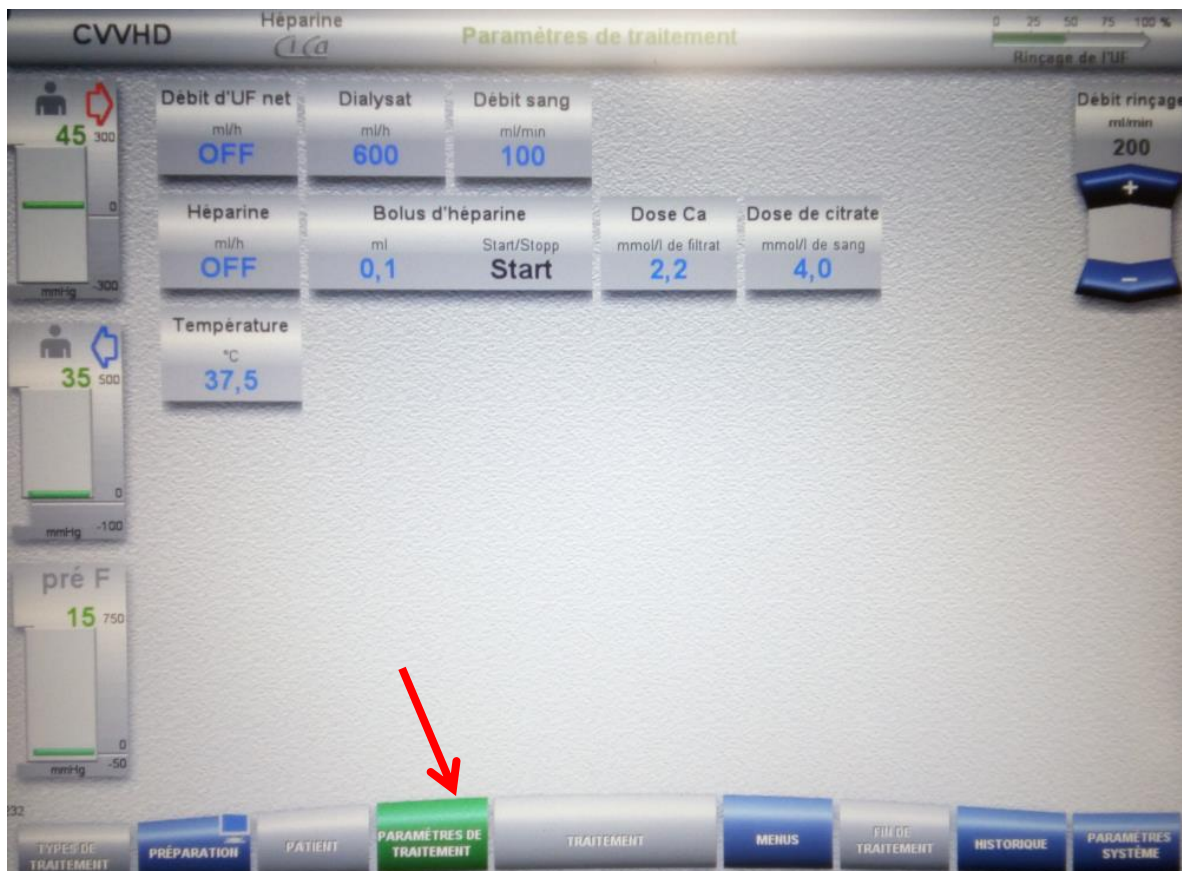 CVVHD
Héparine
CiCa
Paramètres de traitement
0 25 50 75 100 %
Rinçage de l'UF
45
300
0
-300
mmHg
Débit d'UF net
ml/h
OFF
Dialysat
ml/h
600
Débit sang
ml/min
100
Débit rinçage
ml/min
200
+
–
Héparine
ml/h
OFF
Bolus d'héparine
ml
0,1
Start/Stopp
Start
Dose Ca
mmol/l de filtrat
2,2
Dose de citrate
mmol/l de sang
4,0
Température
°C
37,5
35
500
0
-100
mmHg
pré F
15
750
0
-50
mmHg
232
TYPES DE
TRAITEMENT
PRÉPARATION
PATIENT
PARAMÈTRES DE
TRAITEMENT
TRAITEMENT
MENUS
FIN DE
TRAITEMENT
HISTORIQUE
PARAMÈTRES
SYSTÈME